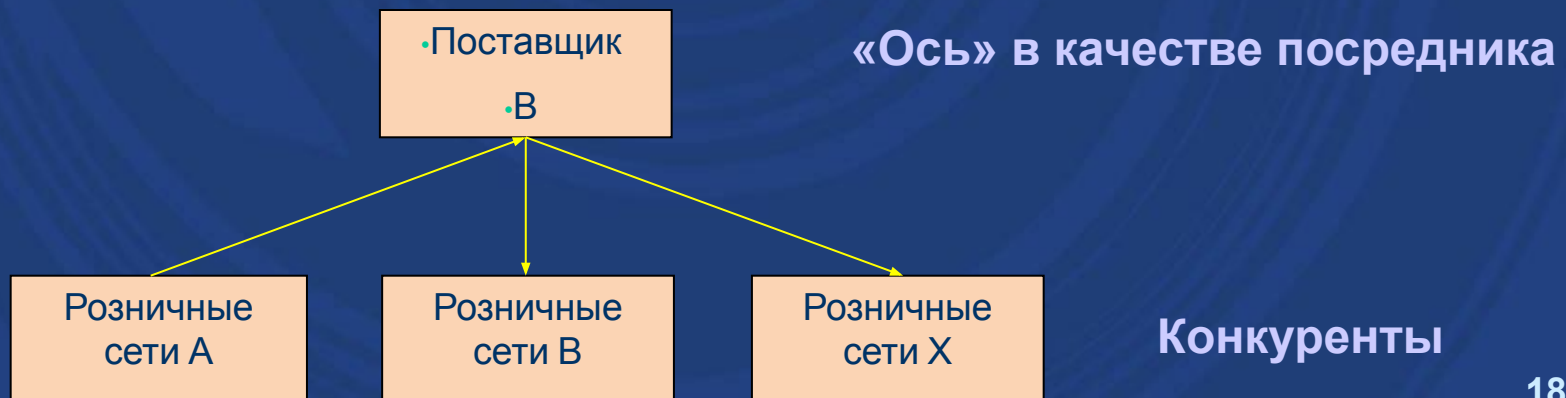 •Поставщик
•В
«Ось» в качестве посредника
Розничные
сети А
Розничные
сети В
Розничные
сети Х
Конкуренты
18